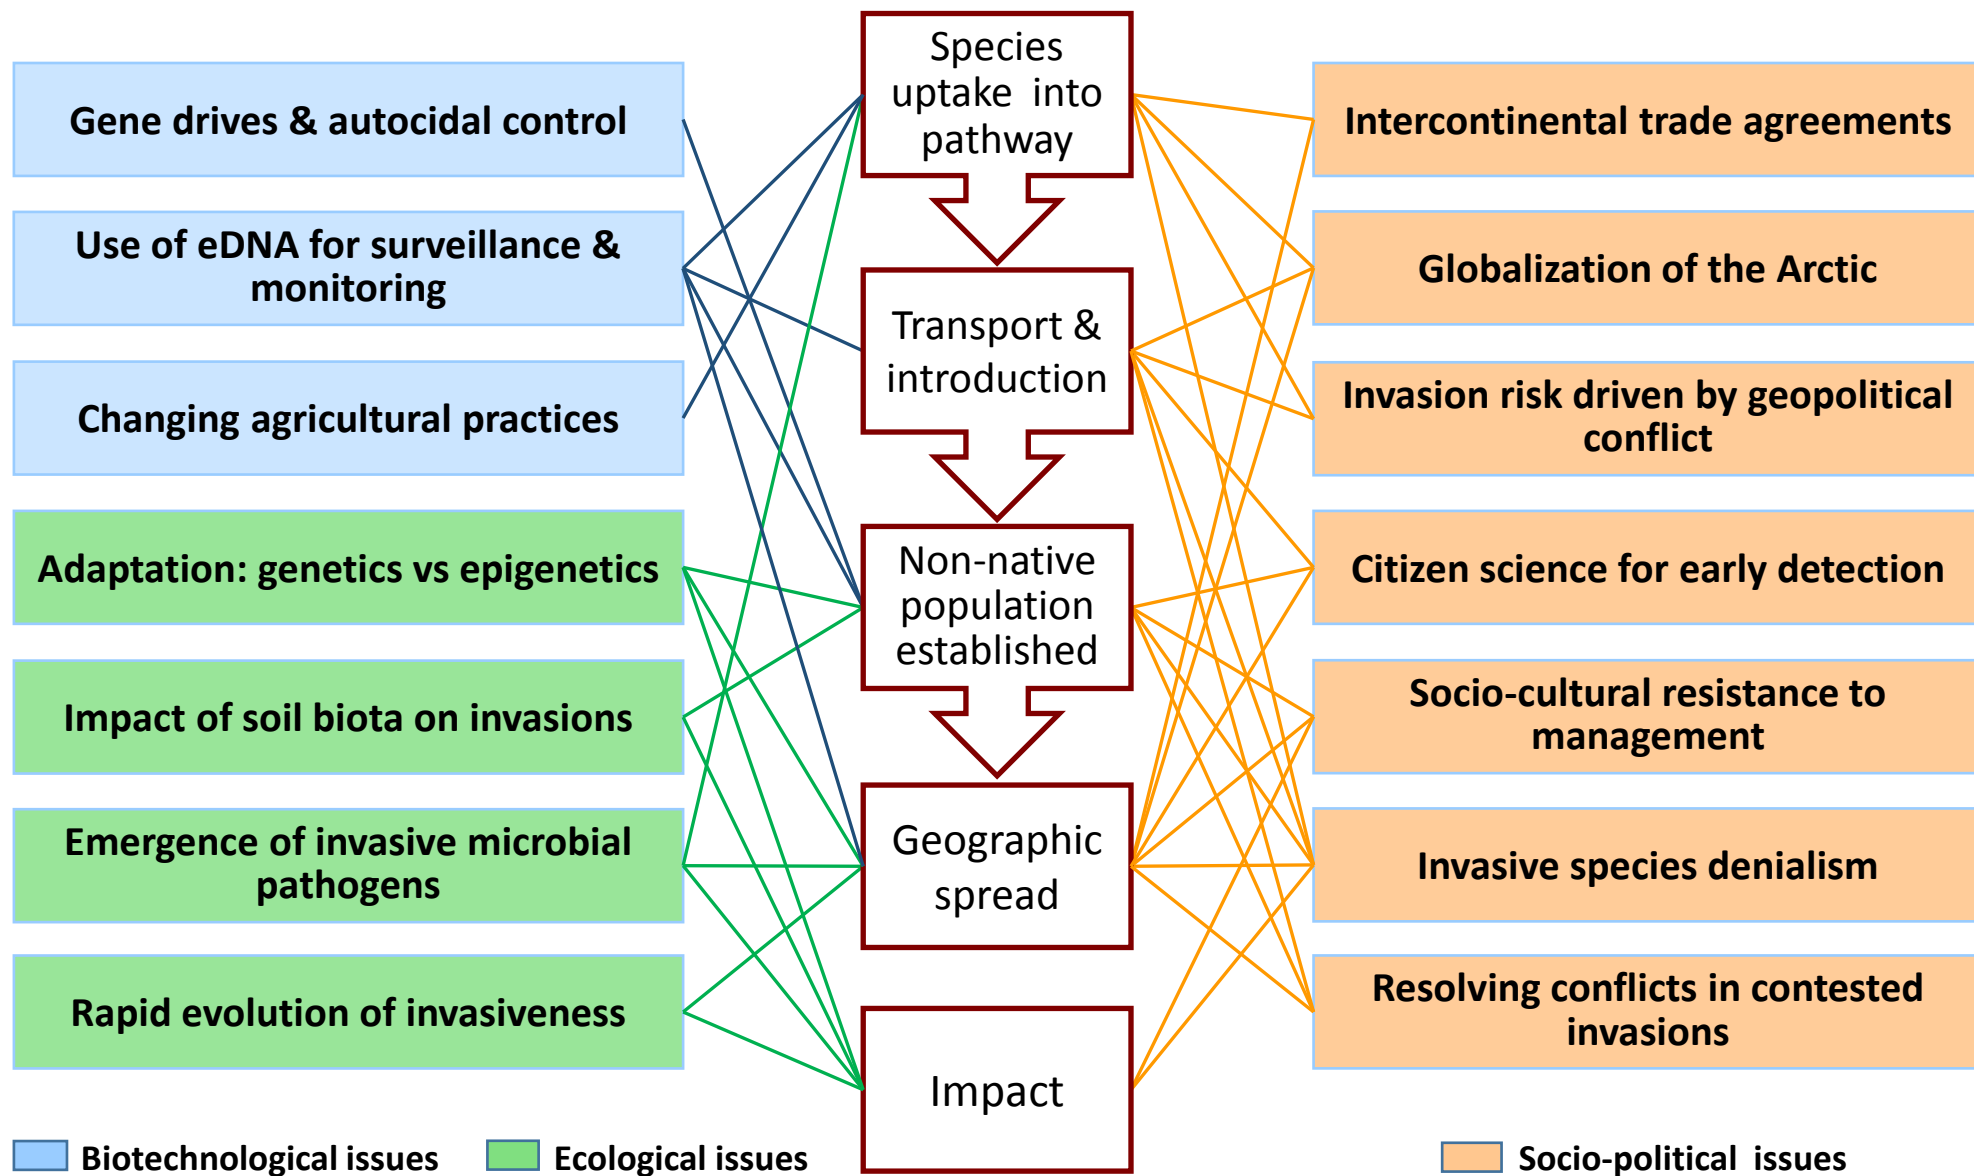 Gene drives & autocidal control
Use of eDNA for surveillance &
monitoring
Changing agricultural practices
Adaptation: genetics vs epigenetics
Impact of soil biota on invasions
Emergence of invasive microbial
pathogens
Rapid evolution of invasiveness
Species
uptake into
pathway
Transport &
introduction
Non-native
population
established
Geographic
spread
Impact
Intercontinental trade agreements
Globalization of the Arctic
Invasion risk driven by geopolitical
conflict
Citizen science for early detection
Socio-cultural resistance to
management
Invasive species denialism
Resolving conflicts in contested
invasions
Biotechnological issues
Ecological issues
Socio-political issues